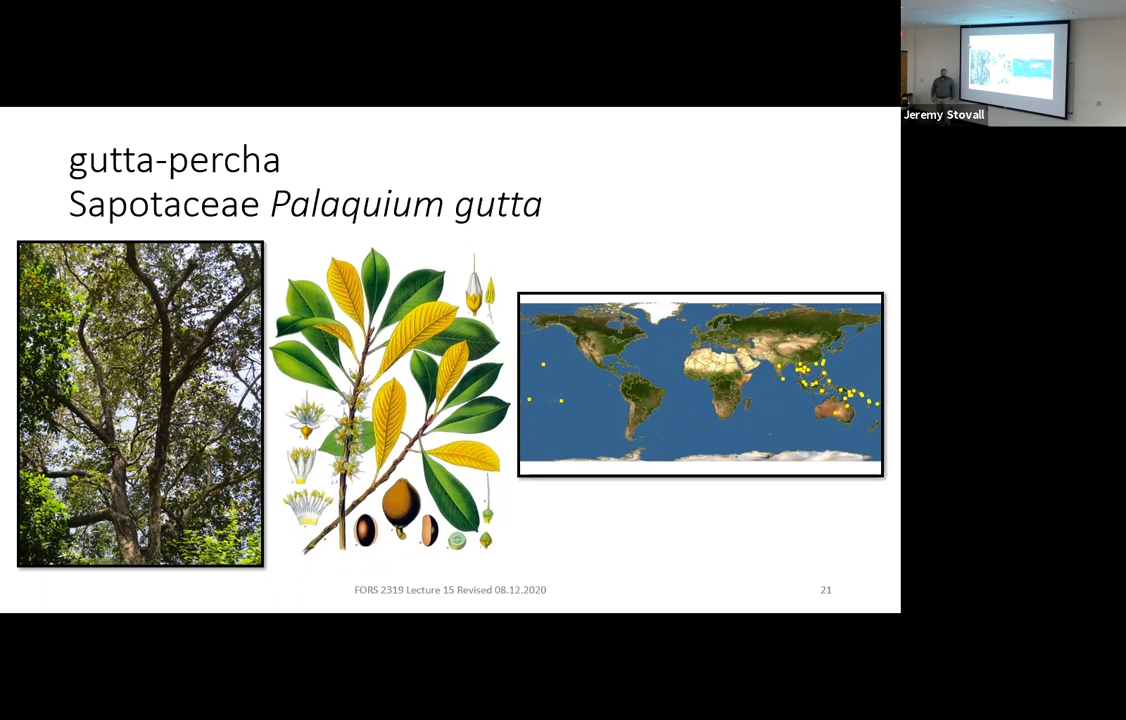 Jeremy Stovall
gutta-percha
Sapotaceae Palaquium gutta
FORS 2319 Lecture 15 Revised 08.12.2020
21